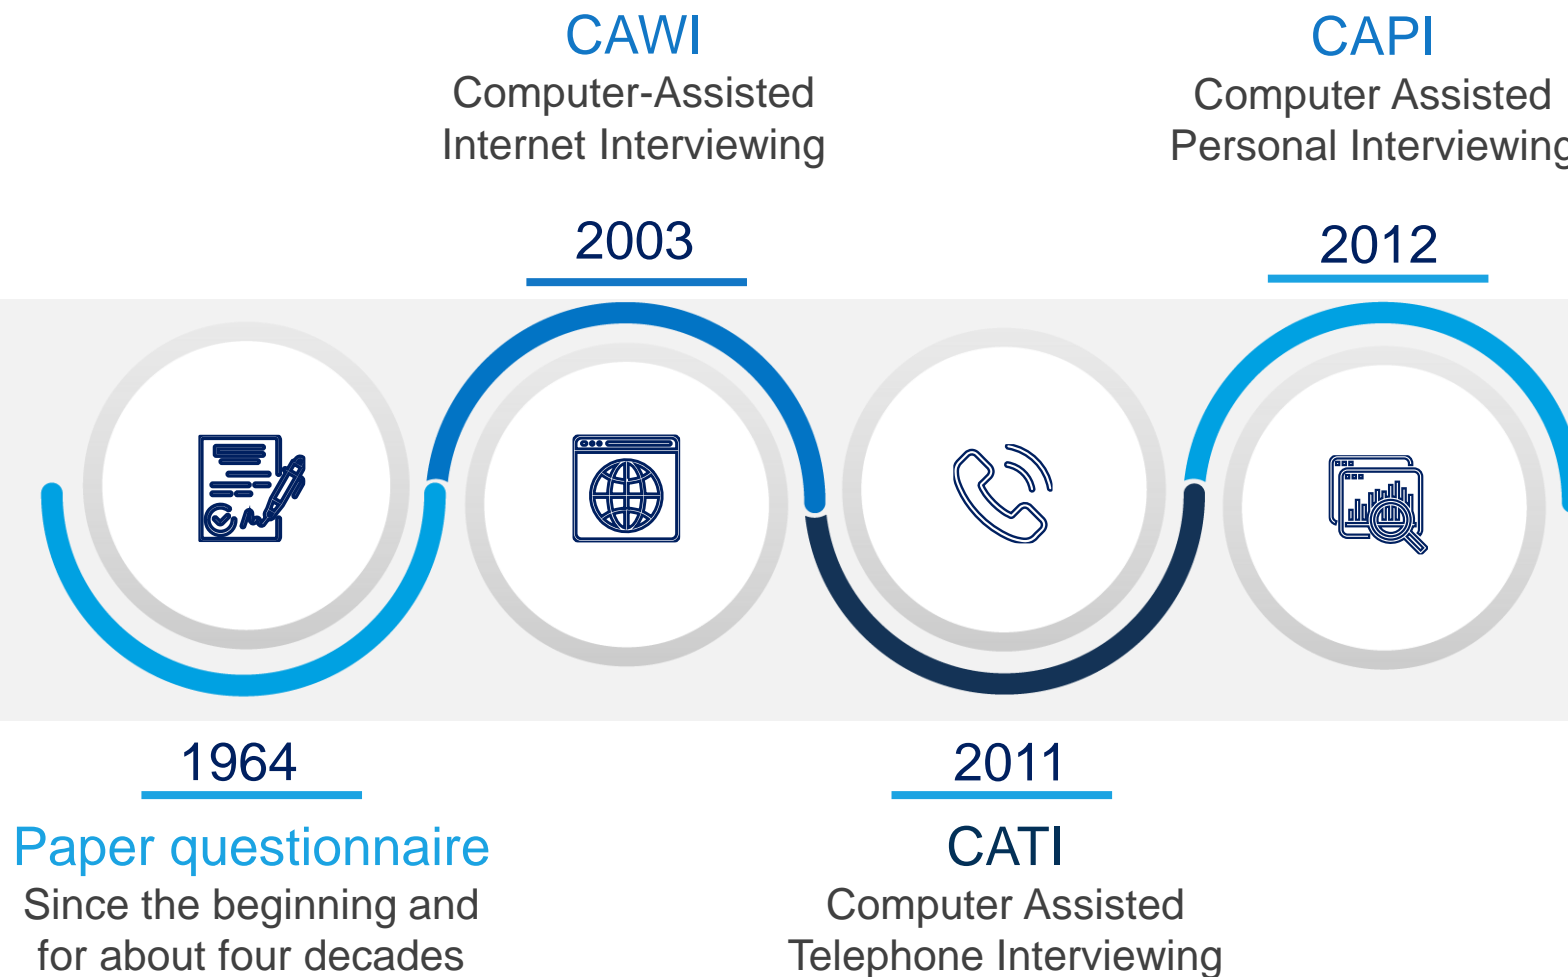 CAWI
Computer-Assisted
Internet Interviewing
2003
CAPI
Computer Assisted
Personal Interviewing
2012
1964
Paper questionnaire
Since the beginning and
for about four decades
2011
CATI
Computer Assisted
Telephone Interviewing